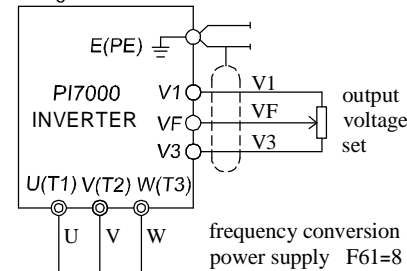 E(PE)
PI7000
INVERTER
V1
VF
V3
V1
VF
V3
output
voltage
set
U(T1) V(T2) W(T3)
U V W
frequency conversion
power supply F61=8